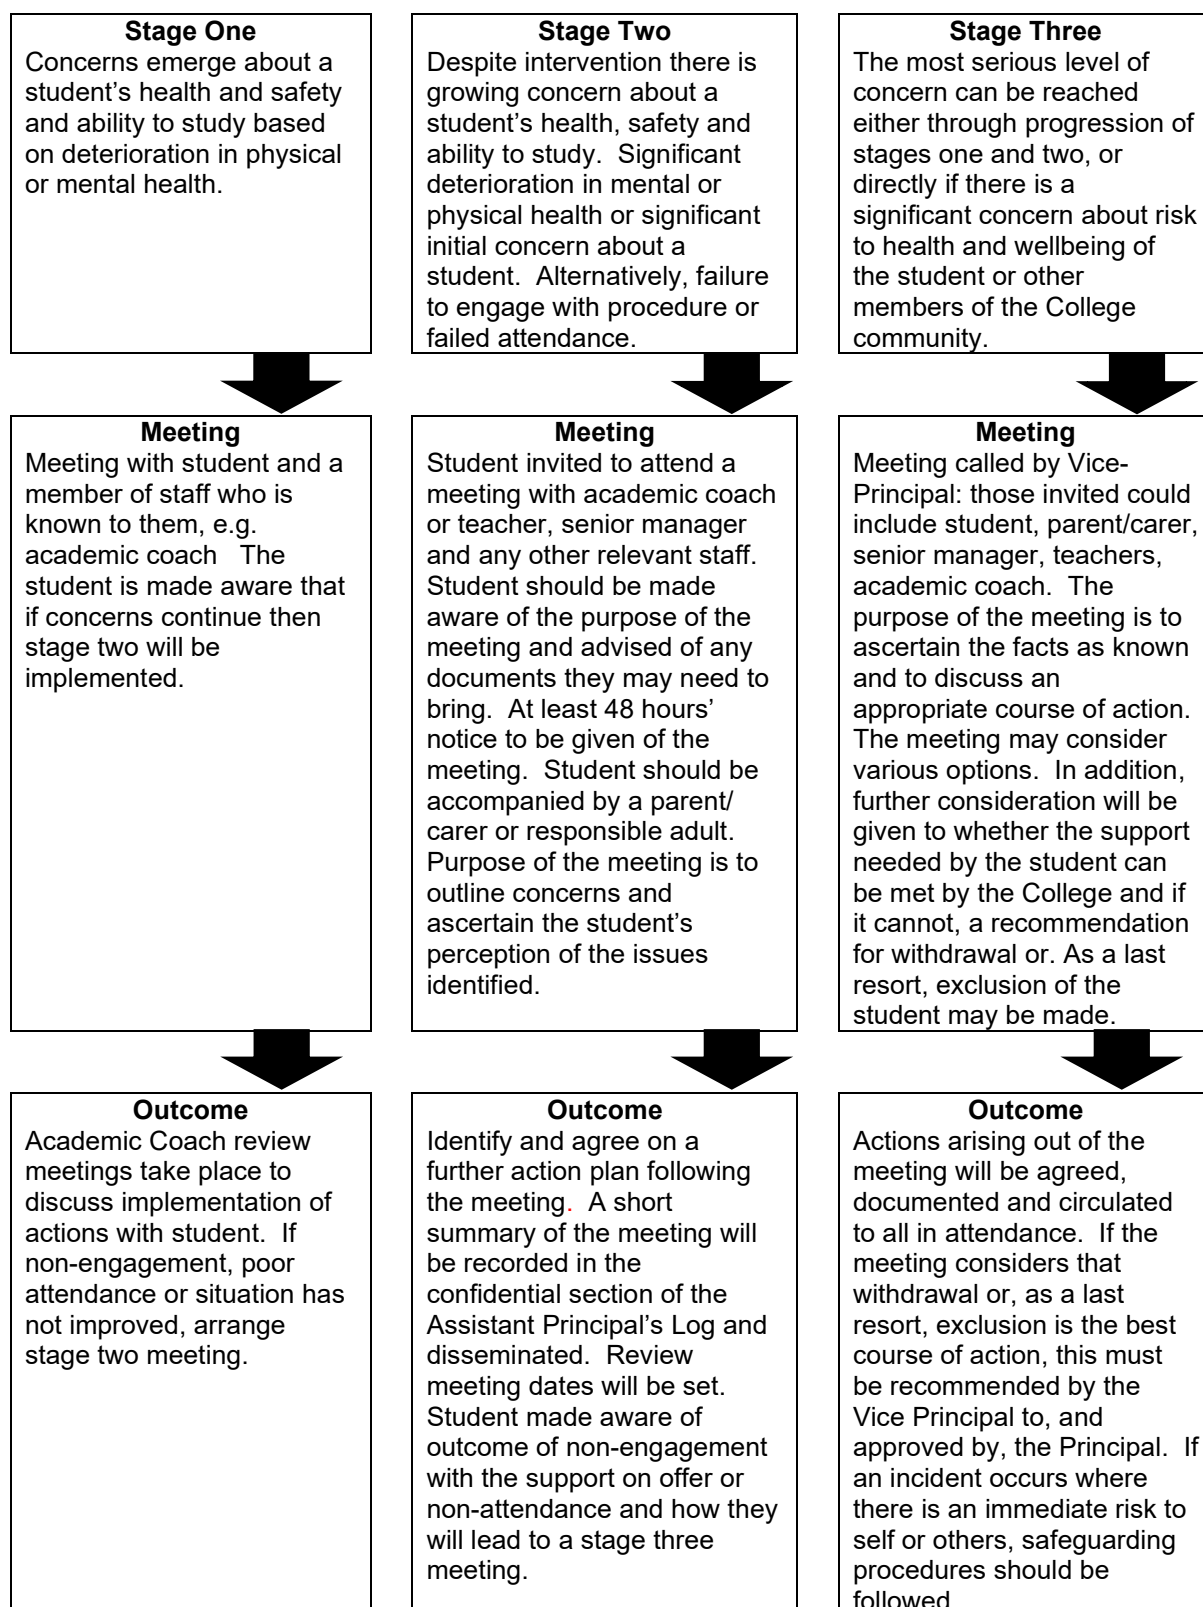 Stage One
Concerns emerge about a
student’s health and safety
and ability to study based
on deterioration in physical
or mental health.
Meeting
Meeting with student and a
member of staff who is
known to them, e.g.
academic coach   The
student is made aware that
if concerns continue then
stage two will be
implemented.
Outcome
Academic Coach review
meetings take place to
discuss implementation of
actions with student.  If
non-engagement, poor
attendance or situation has
not improved, arrange
stage two meeting.
Stage Two
Despite intervention there is
growing concern about a
student’s health, safety and
ability to study.  Significant
deterioration in mental or
physical health or significant
initial concern about a
student.  Alternatively, failure
to engage with procedure or
failed attendance.
Meeting
Student invited to attend a
meeting with academic coach
or teacher, senior manager
and any other relevant staff.
Student should be made
aware of the purpose of the
meeting and advised of any
documents they may need to
bring.  At least 48 hours’
notice to be given of the
meeting.  Student should be
accompanied by a parent/
carer or responsible adult.
Purpose of the meeting is to
outline concerns and
ascertain the student’s
perception of the issues
identified.
Outcome
Identify and agree on a
further action plan following
the meeting.  A short
summary of the meeting will
be recorded in the
confidential section of the
Assistant Principal’s Log and
disseminated.  Review
meeting dates will be set.
Student made aware of
outcome of non-engagement
with the support on offer or
non-attendance and how they
will lead to a stage three
meeting.
Stage Three
The most serious level of
concern can be reached
either through progression of
stages one and two, or
directly if there is a
significant concern about risk
to health and wellbeing of
the student or other
members of the College
community.
Meeting
Meeting called by Vice-
Principal: those invited could
include student, parent/carer,
senior manager, teachers,
academic coach.  The
purpose of the meeting is to
ascertain the facts as known
and to discuss an
appropriate course of action.
The meeting may consider
various options.  In addition,
further consideration will be
given to whether the support
needed by the student can
be met by the College and if
it cannot, a recommendation
for withdrawal or. As a last
resort, exclusion of the
student may be made.
Outcome
Actions arising out of the
meeting will be agreed,
documented and circulated
to all in attendance.  If the
meeting considers that
withdrawal or, as a last
resort, exclusion is the best
course of action, this must
be recommended by the
Vice Principal to, and
approved by, the Principal.  If
an incident occurs where
there is an immediate risk to
self or others, safeguarding
procedures should be
followed